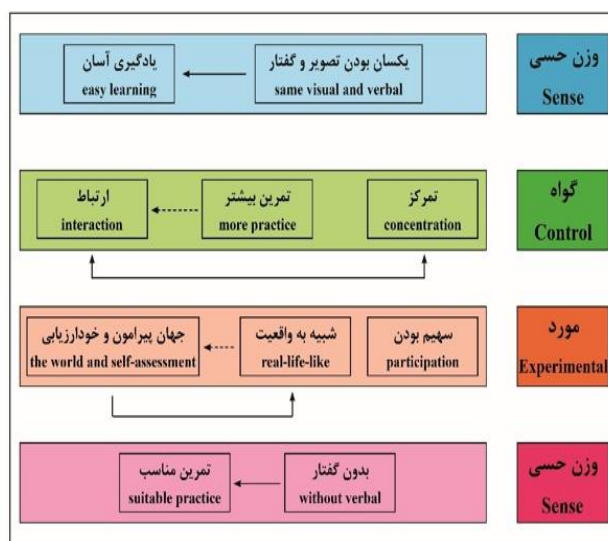 وزن حسی
Sense
یکسان بودن تصویر و گفتار
same visual and verbal
یادگیری آسان
easy learning
گواه
Control
تمرکز
concentration
تمرین بیشتر
more practice
ارتباط
interaction
مورد
Experimental
سهیم بودن
participation
شبیه به واقعیت
real-life-like
جهان پیرامون و خودارزیابی
the world and self-assessment
وزن حسی
Sense
بدون گفتار
without verbal
تمرین مناسب
suitable practice